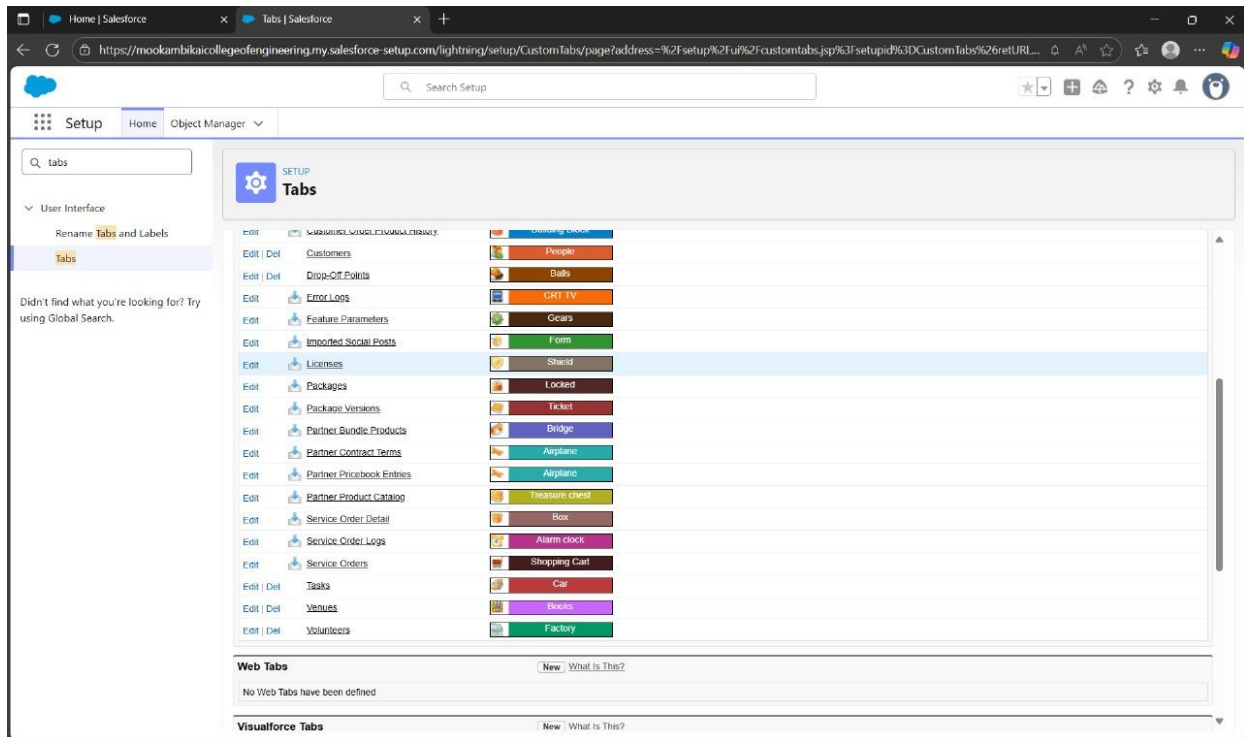 Home | Salesforce
Tabs | Salesforce
https://mookambikaicollegeofengineering.my.salesforce-setup.com/lightning/setup/CustomTabs/page?address=%2Fsetup%2Fui%2Fcustomtabs.jsp%3Fsetupid%3DCustomTabs%26retURL...
Search Setup
Setup Home Object Manager
tabs
User Interface
Rename Tabs and Labels
Tabs
Didn't find what you're looking for? Try
using Global Search.
SETUP
Tabs
Edit Customer Order Product History Building Block
Edit | Del Customers People
Edit | Del Drop-Off Points Balls
Edit Error Logs CRT TV
Edit Feature Parameters Gears
Edit Imported Social Posts Form
Edit Licenses Shield
Edit Packages Locked
Edit Package Versions Ticket
Edit Partner Bundle Products Bridge
Edit Partner Contract Terms Airplane
Edit Partner Pricebook Entries Airplane
Edit Partner Product Catalog Treasure chest
Edit Service Order Detail Box
Edit Service Order Logs Alarm clock
Edit Service Orders Shopping Cart
Edit | Del Tasks Car
Edit | Del Venues Books
Edit | Del Volunteers Factory
Web Tabs New What Is This?
No Web Tabs have been defined
Visualforce Tabs New What Is This?